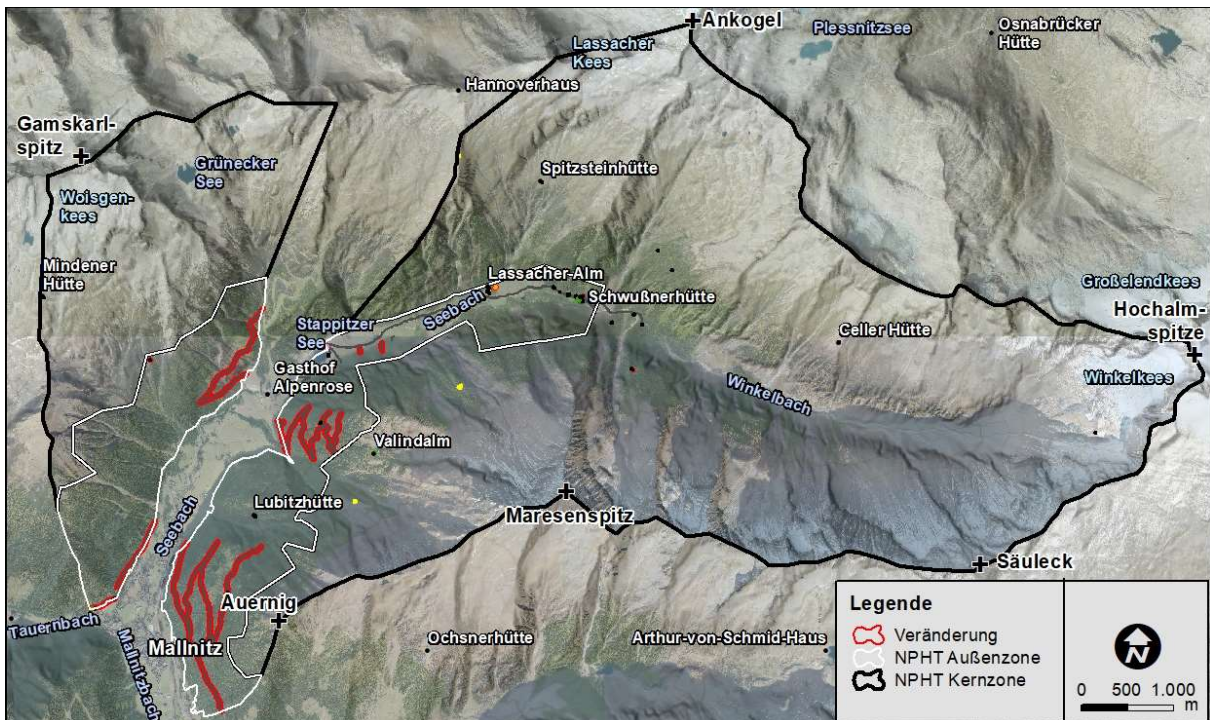 Ankogel
Plessnitzsee
Osnabrücker
Hütte
Lassacher
Kees
Hannoverhaus
Gamskarl-
spitz
Grünecker
See
Spitzsteinhütte
Woisgen-
kees
Mindener
Hütte
Lassacher-Alm
Seebach
Schwußnerhütte
Großelendkees
Hochalm-
spitze
Stappitzer
See
Celler Hütte
Gasthof
Alpenrose
Winkelbach
Winkelkees
Valindalm
Lubitzhütte
Maresenspitz
Seebach
Säuleck
Auernig
Tauernbach
Mallnitz
Mallnitzbach
Ochsnerhütte
Arthur-von-Schmid-Haus
Legende
Veränderung
NPHT Außenzone
NPHT Kernzone
N
0 500 1.000
m